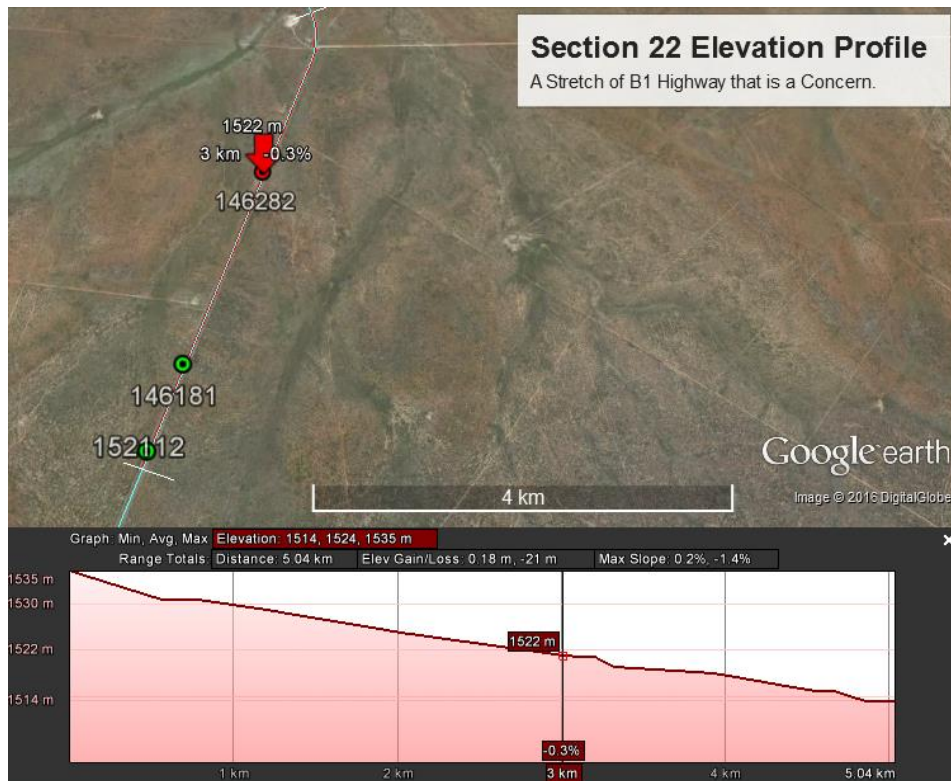 Section 22 Elevation Profile
A Stretch of B1 Highway that is a Concern.
1522 m
3 km -0.3%
146282
146181
152112
Google earth
4 km
Image © 2016 DigitalGlobe
Graph: Min, Avg, Max Elevation: 1514, 1524, 1535 m
Range Totals: Distance: 5.04 km Elev Gain/Loss: 0.18 m, -21 m Max Slope: 0.2%, -1.4%
1535 m
1530 m
1522 m
1522 m
1514 m
-0.3%
1 km 2 km 3 km 4 km 5.04 km